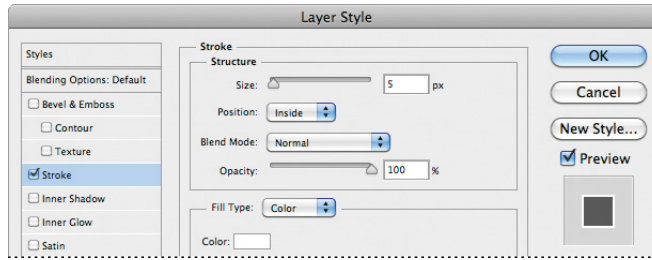 Layer Style
Styles
Blending Options: Default
Bevel & Emboss
Contour
Texture
Stroke
Inner Shadow
Inner Glow
Satin
Stroke
Structure
Size: 5 px
Position: Inside
Blend Mode: Normal
Opacity: 100 %
Fill Type: Color
Color:
OK
Cancel
New Style...
Preview